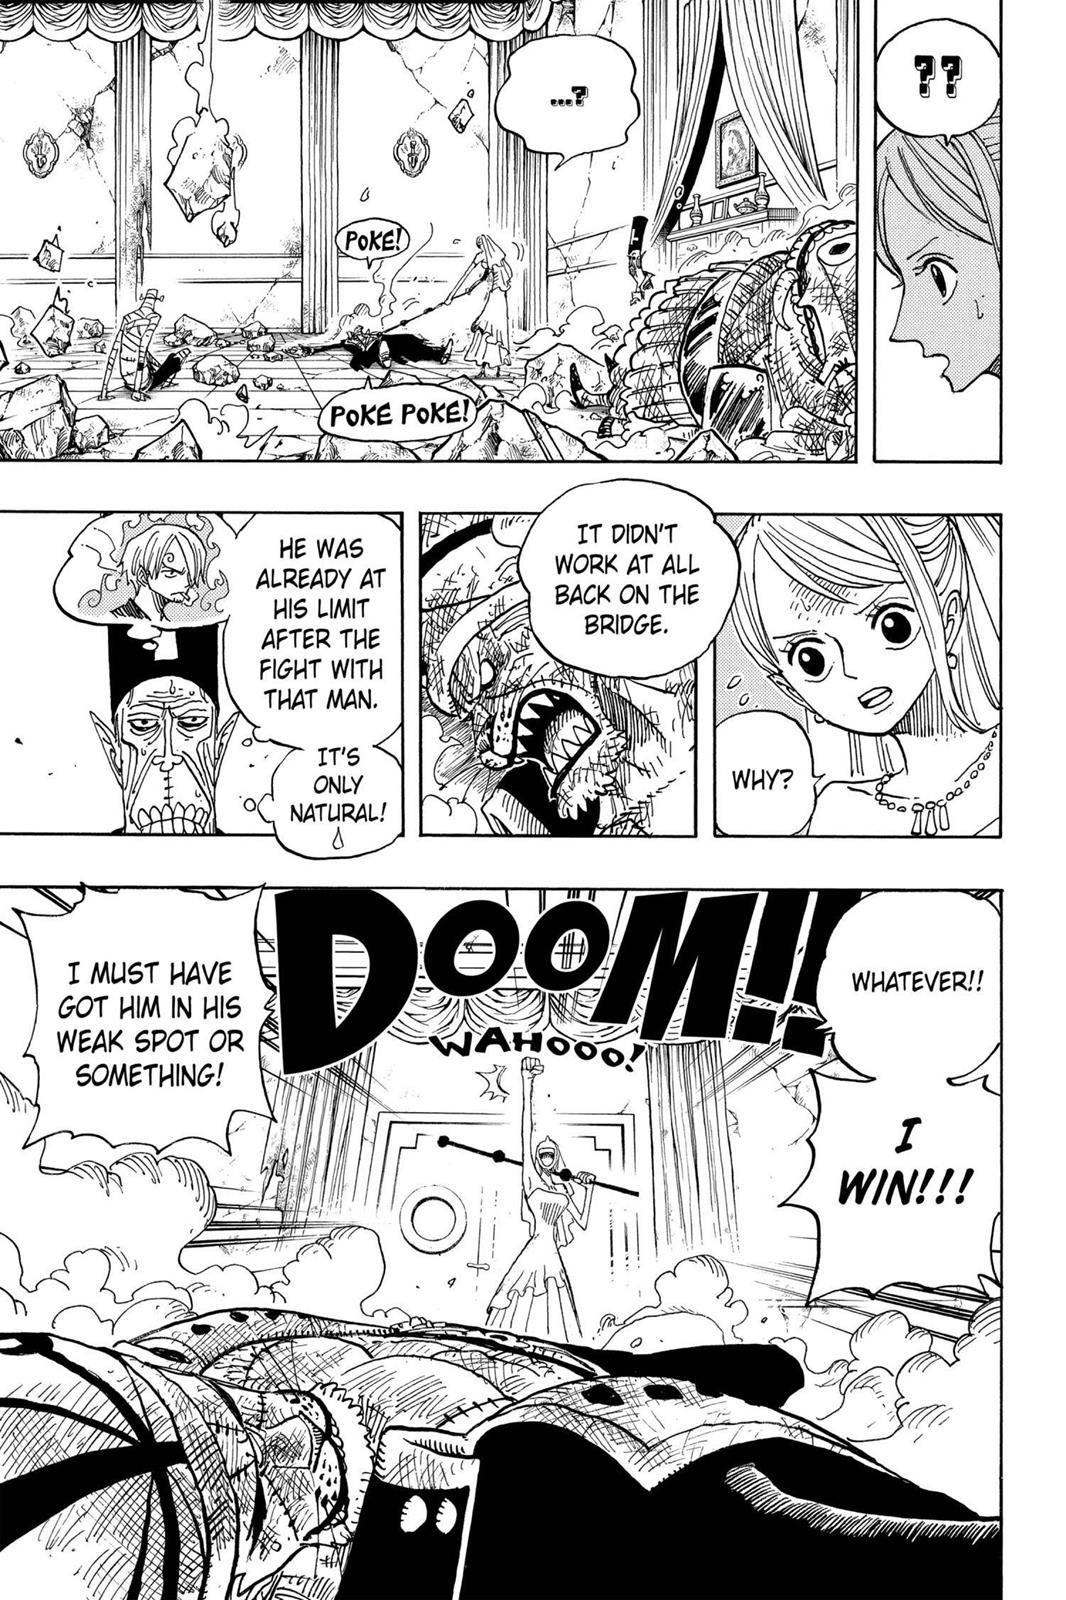 ??
...?
POKE!
POKE POKE!
WHY?
IT DIDN'T
WORK AT ALL
BACK ON THE
BRIDGE.
HE WAS
ALREADY AT
HIS LIMIT
AFTER THE
FIGHT WITH
THAT MAN.
IT'S
ONLY
NATURAL!
WHATEVER!!
I
WIN!!!
DOOM!!
WAHOOO!
I MUST HAVE
GOT HIM IN HIS
WEAK SPOT OR
SOMETHING!